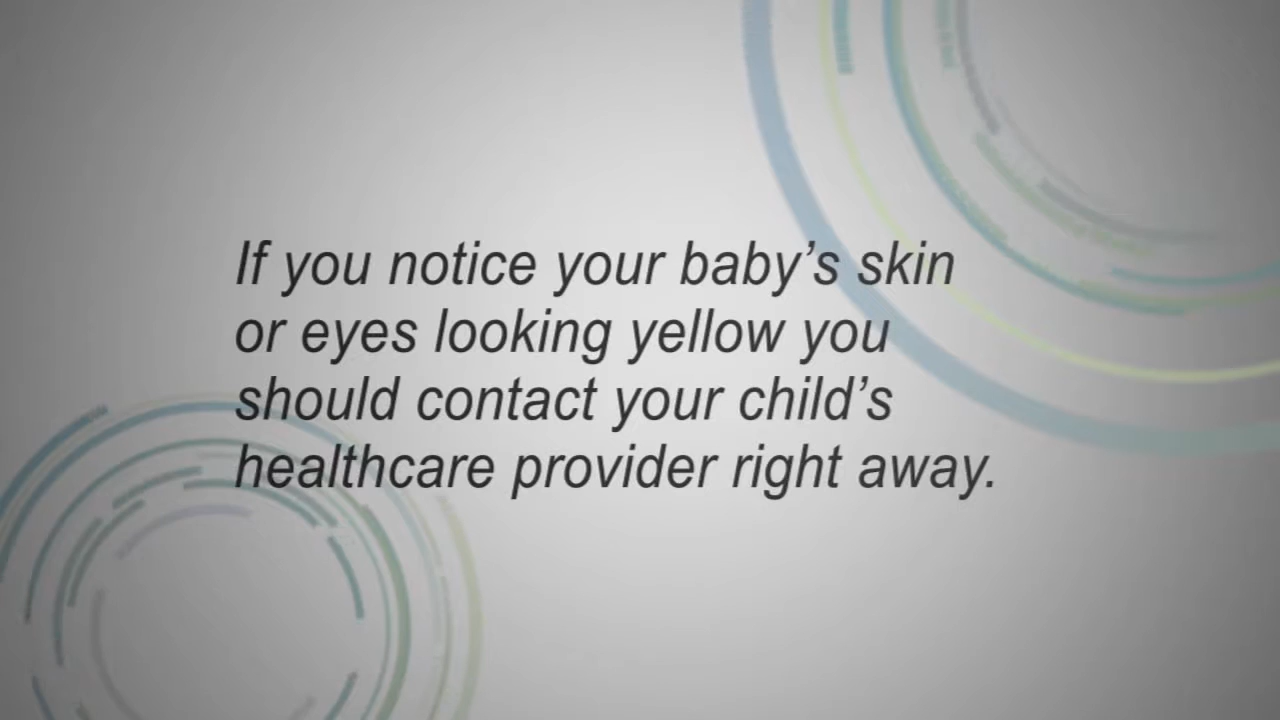 If you notice your baby’s skin
or eyes looking yellow you
should contact your child’s
healthcare provider right away.